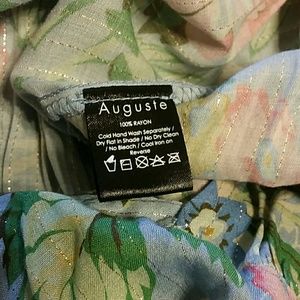 Auguste
100% RAYON
Cold Hand Wash Separately /
Dry Flat in Shade / No Dry Clean
/ No Bleach / Cool Iron on
Reverse